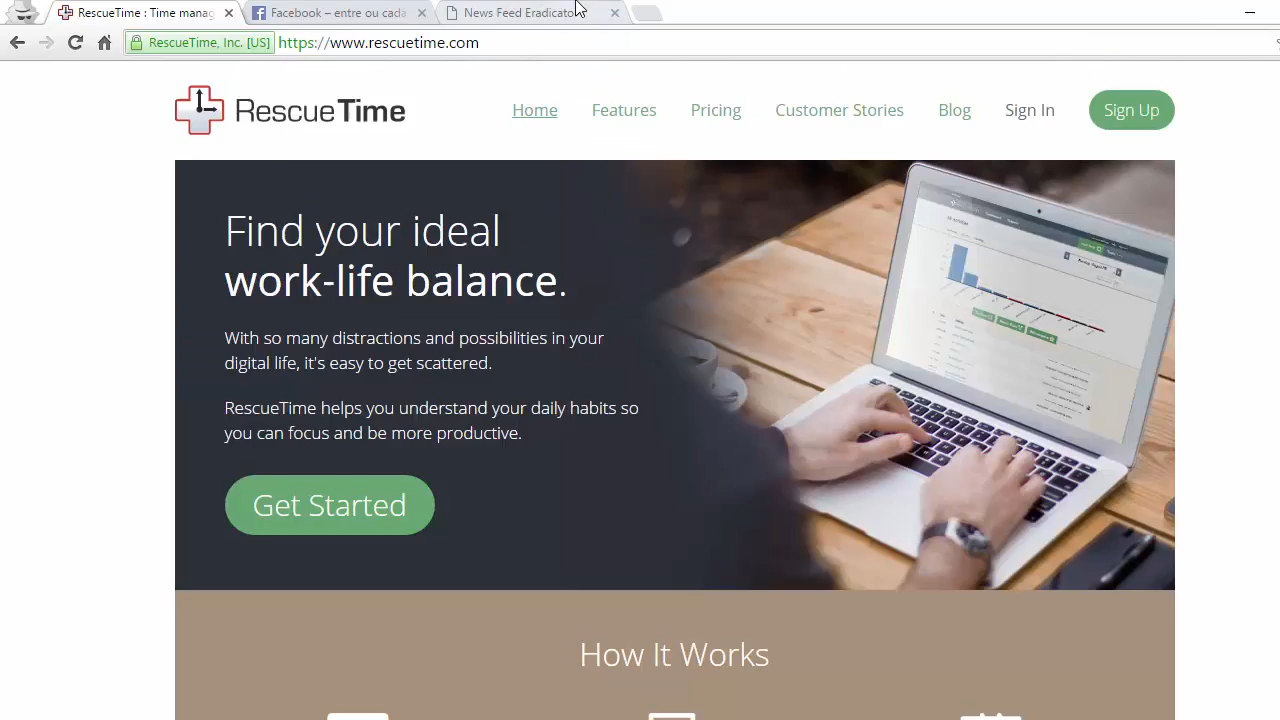 RescueTime : Time manag
Facebook – entre ou cada
News Feed Eradicator
RescueTime, Inc. [US]
https://www.rescuetime.com
RescueTime
Home
Features
Pricing
Customer Stories
Blog
Sign In
Sign Up
Find your ideal
work-life balance.
With so many distractions and possibilities in your
digital life, it's easy to get scattered.
RescueTime helps you understand your daily habits so
you can focus and be more productive.
Get Started
How It Works